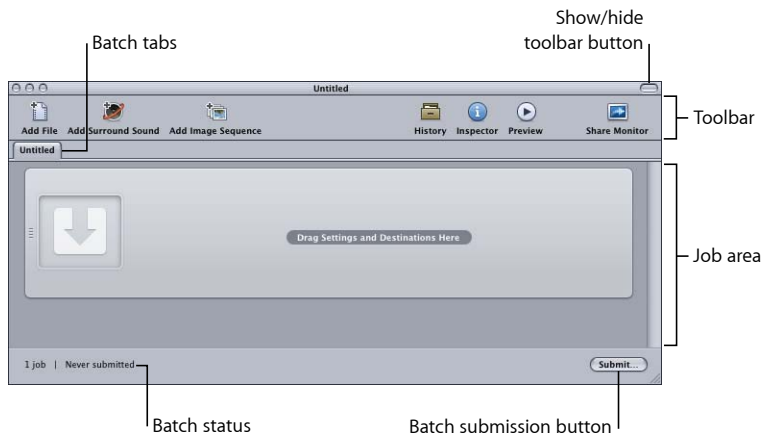 Show/hide
toolbar button
Batch tabs
Untitled
Add File Add Surround Sound Add Image Sequence History Inspector Preview Share Monitor
Toolbar
Untitled
Drag Settings and Destinations Here
Job area
1 job | Never submitted
Submit...
Batch status
Batch submission button